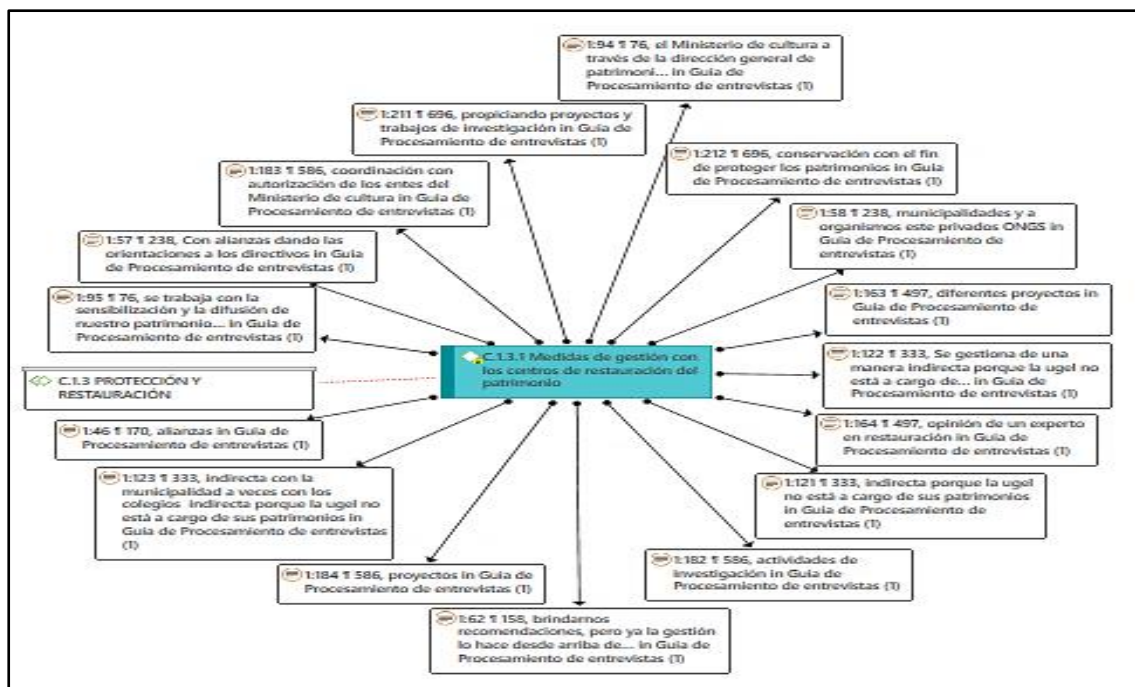 1:94 ¶ 76, el Ministerio de cultura a
través de la dirección general de
patrimoni... in Guia de
Procesamiento de entrevistas (1)
1:211 ¶ 696, propiciando proyectos y
trabajos de investigación in Guia de
Procesamiento de entrevistas (1)
1:212 ¶ 696, conservación con el fin
de proteger los patrimonios in Guia
de Procesamiento de entrevistas (1)
1:183 ¶ 586, coordinación con
autorización de los entes del
Ministerio de cultura in Guia de
Procesamiento de entrevistas (1)
1:58 ¶ 238, municipalidades y a
organismos este privados ONGS in
Guia de Procesamiento de
entrevistas (1)
1:57 ¶ 238, Con alianzas dando las
orientaciones a los directivos in Guia
de Procesamiento de entrevistas (1)
1:95 ¶ 76, se trabaja con la
sensibilización y la difusión de
nuestro patrimonio... in Guia de
Procesamiento de entrevistas (1)
1:163 ¶ 497, diferentes proyectos in
Guia de Procesamiento de
entrevistas (1)
C.1.3.1 Medidas de gestión con
los centros de restauración del
patrimonio
1:122 ¶ 333, Se gestiona de una
manera indirecta porque la ugel no
está a cargo de... in Guia de
Procesamiento de entrevistas (1)
C.1.3 PROTECCIÓN Y
RESTAURACIÓN
1:46 ¶ 170, alianzas in Guia de
Procesamiento de entrevistas (1)
1:164 ¶ 497, opinión de un experto
en restauración in Guia de
Procesamiento de entrevistas (1)
1:123 ¶ 333, indirecta con la
municipalidad a veces con los
colegios indirecta porque la ugel no
está a cargo de sus patrimonios in
Guia de Procesamiento de entrevistas
(1)
1:121 ¶ 333, indirecta porque la ugel
no está a cargo de sus patrimonios
in Guia de Procesamiento de
entrevistas (1)
1:184 ¶ 586, proyectos in Guia de
Procesamiento de entrevistas (1)
1:182 ¶ 586, actividades de
investigación in Guia de
Procesamiento de entrevistas (1)
1:62 ¶ 158, brindarnos
recomendaciones, pero ya la gestión
lo hace desde arriba de... in Guia de
Procesamiento de entrevistas (1)